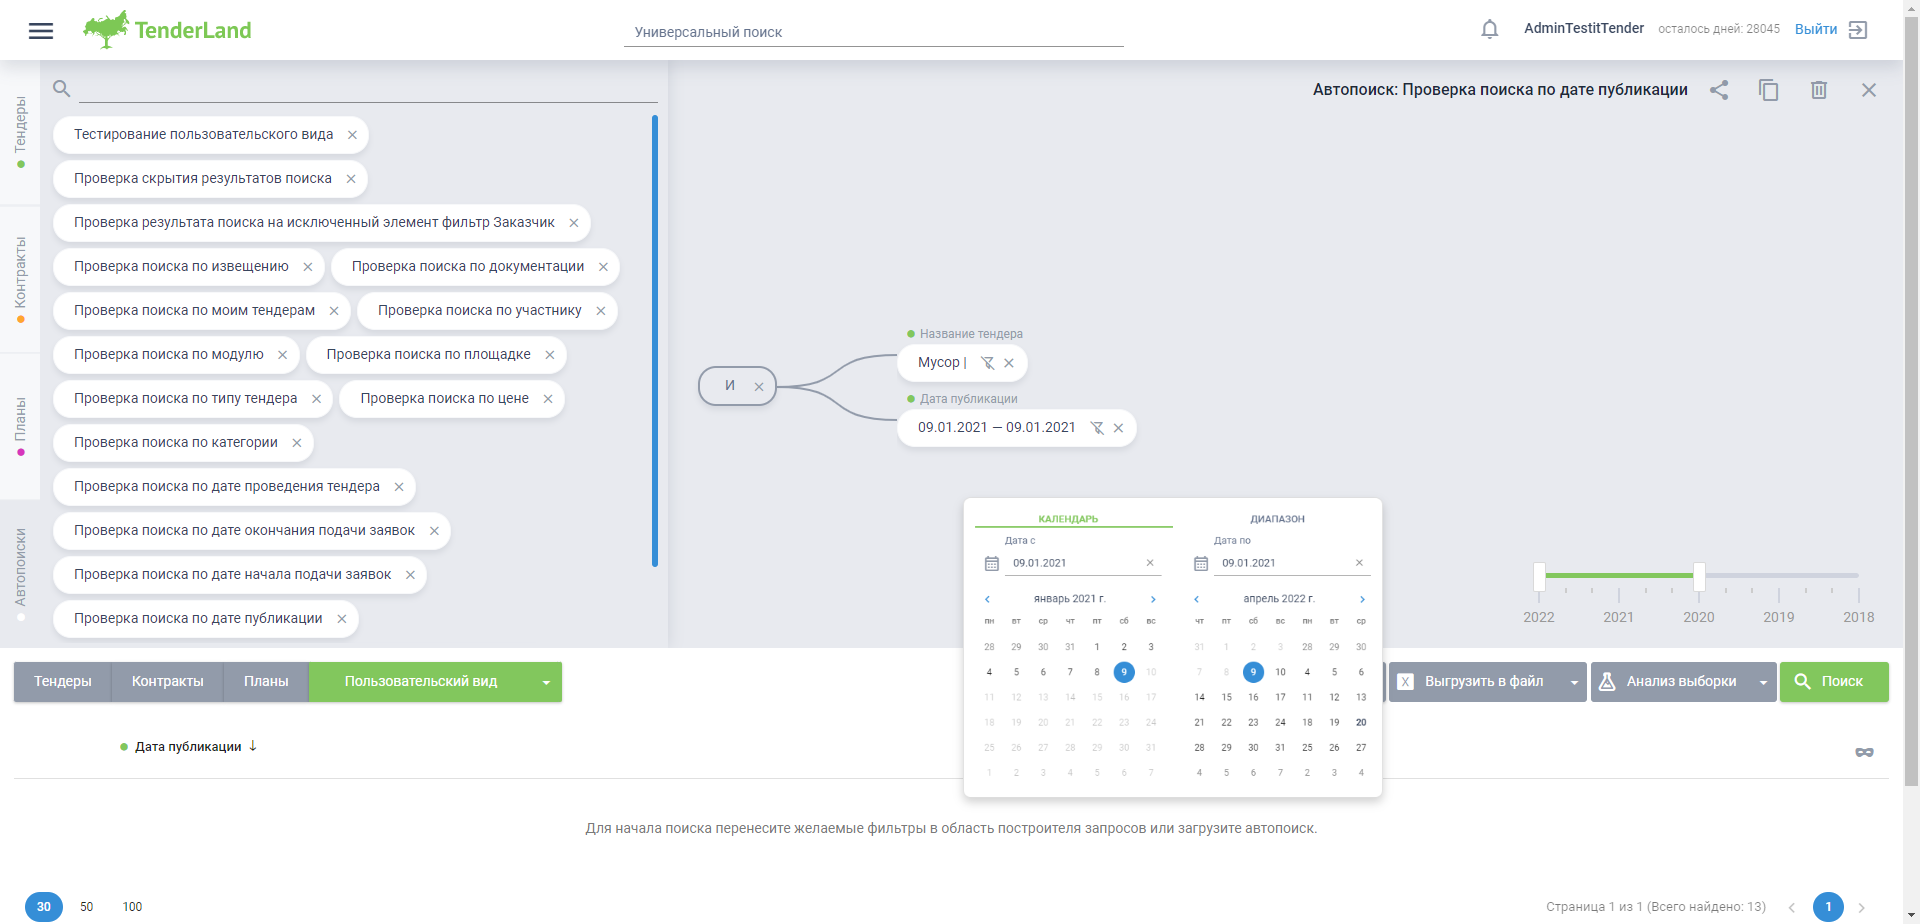 TenderLand
Универсальный поиск
AdminTestitTender
осталось дней: 28045
Выйти
Тендеры
Контракты
Планы
Автопоиски
Автопоиск: Проверка поиска по дате публикации
Тестирование пользовательского вида
Проверка скрытия результатов поиска
Проверка результата поиска на исключенный элемент фильтр Заказчик
Проверка поиска по извещению
Проверка поиска по документации
Проверка поиска по моим тендерам
Проверка поиска по участнику
Проверка поиска по модулю
Проверка поиска по площадке
Проверка поиска по типу тендера
Проверка поиска по цене
Проверка поиска по категории
Проверка поиска по дате проведения тендера
Проверка поиска по дате окончания подачи заявок
Проверка поиска по дате начала подачи заявок
Проверка поиска по дате публикации
И
Название тендера
Мусор |
Дата публикации
09.01.2021 — 09.01.2021
КАЛЕНДАРЬ
ДИАПАЗОН
Дата с
Дата по
09.01.2021
09.01.2021
январь 2021 г.
пн вт ср чт пт сб вс
28 29 30 31 1 2 3
4 5 6 7 8 9 10
11 12 13 14 15 16 17
18 19 20 21 22 23 24
25 26 27 28 29 30 31
1 2 3 4 5 6 7
апрель 2022 г.
чт пт сб вс пн вт ср
31 1 2 3 28 29 30
7 8 9 10 4 5 6
14 15 16 17 11 12 13
21 22 23 24 18 19 20
28 29 30 31 25 26 27
4 5 6 7 2 3 4
2022 2021 2020 2019 2018
Тендеры
Контракты
Планы
Пользовательский вид
X
Выгрузить в файл
Анализ выборки
Поиск
Дата публикации
Для начала поиска перенесите желаемые фильтры в область построителя запросов или загрузите автопоиск.
30 50 100
Страница 1 из 1 (Всего найдено: 13)
1